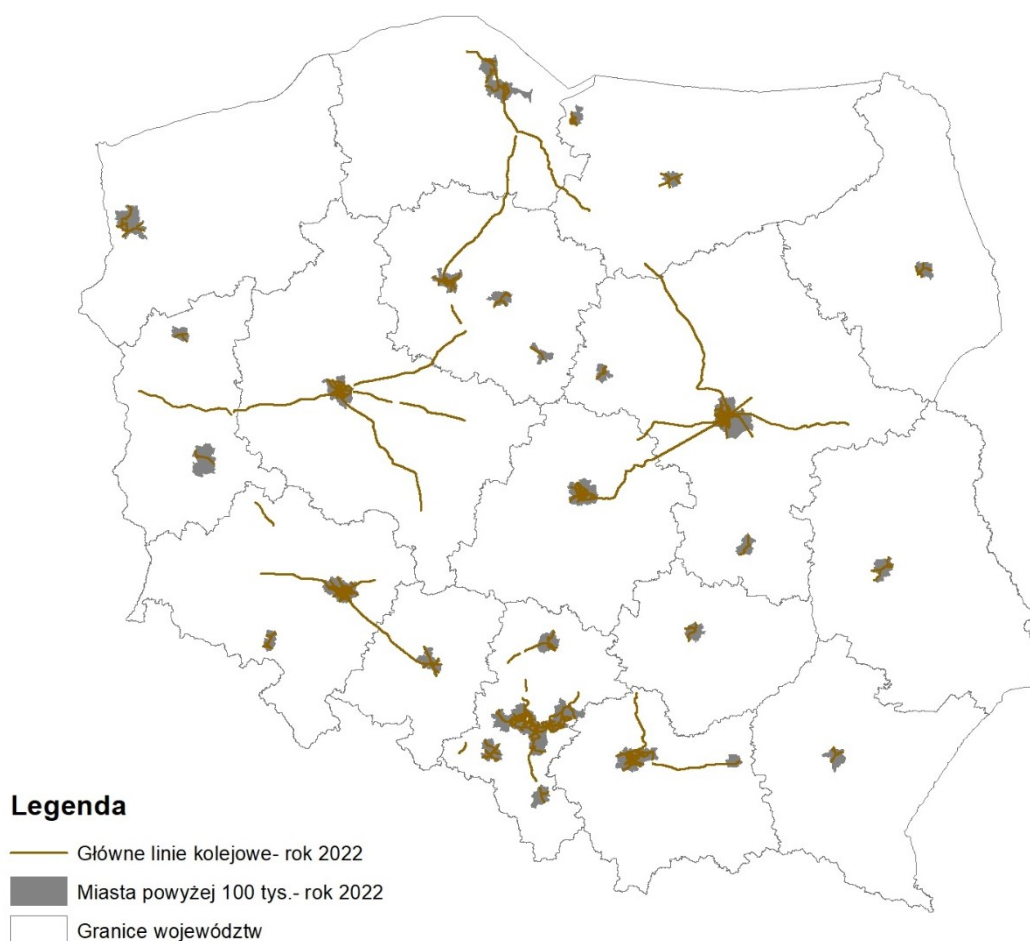 Legenda
Główne linie kolejowe- rok 2022
Miasta powyżej 100 tys.- rok 2022
Granice województw